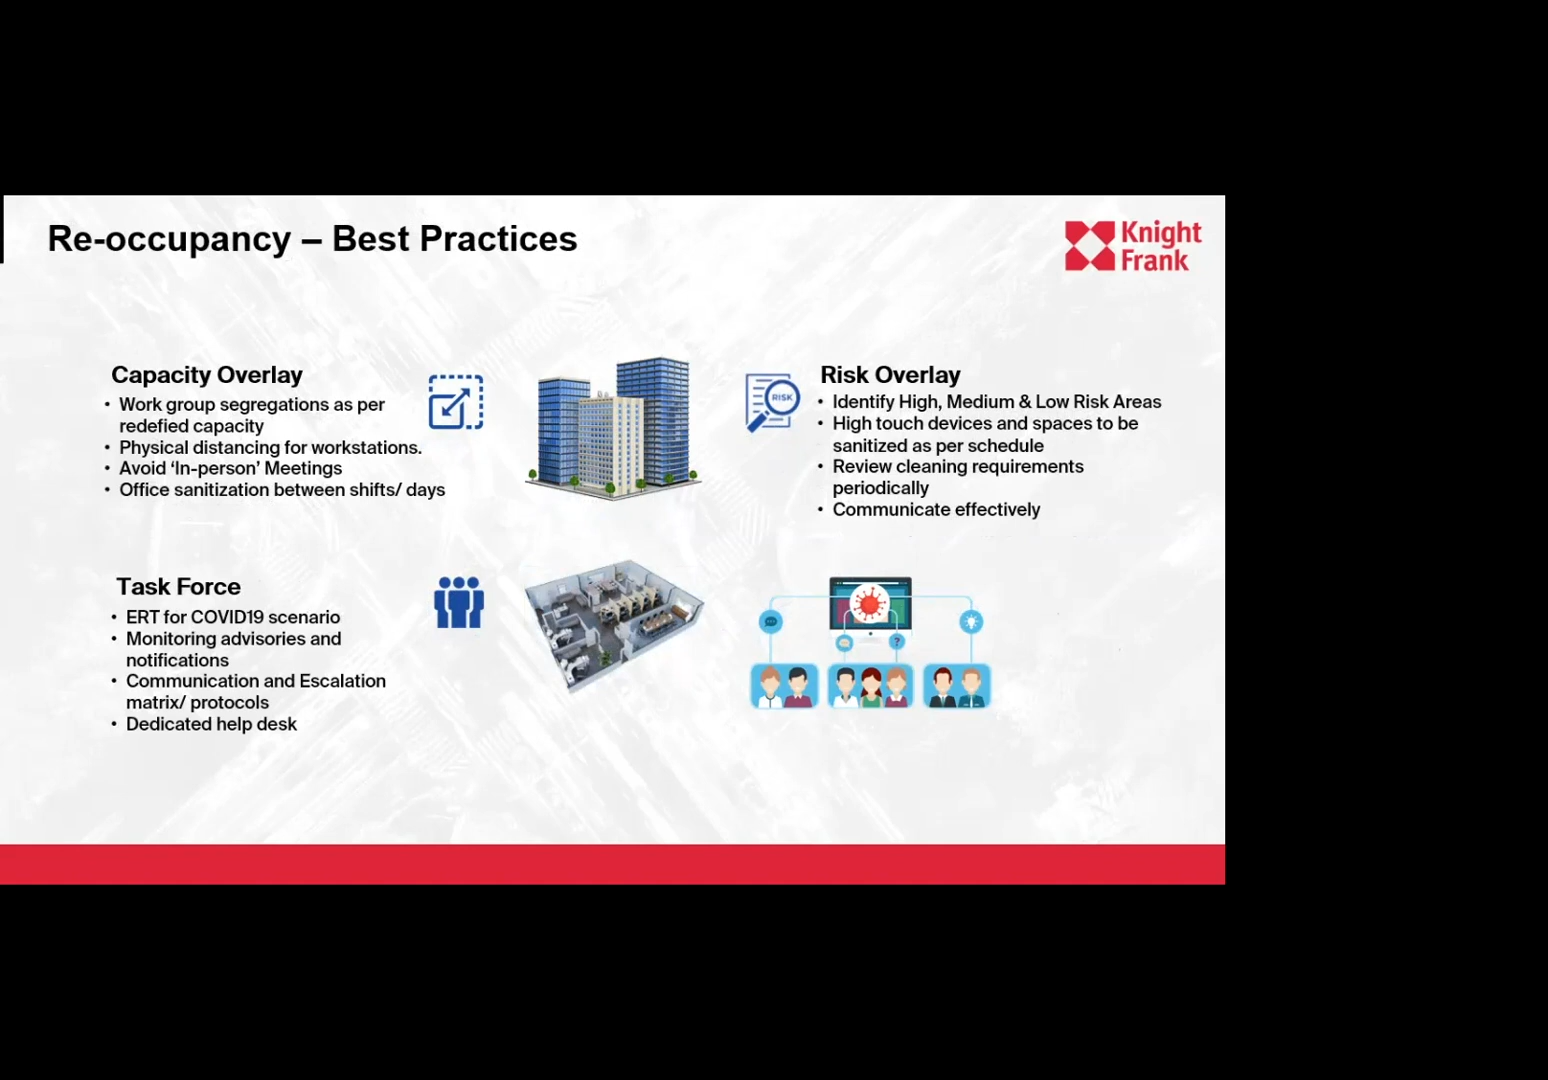 Re-occupancy – Best Practices
Knight
Frank
Capacity Overlay
• Work group segregations as per
redefied capacity
• Physical distancing for workstations.
• Avoid ‘In-person’ Meetings
• Office sanitization between shifts/ days
RISK
Risk Overlay
• Identify High, Medium & Low Risk Areas
• High touch devices and spaces to be
sanitized as per schedule
• Review cleaning requirements
periodically
• Communicate effectively
Task Force
• ERT for COVID19 scenario
• Monitoring advisories and
notifications
• Communication and Escalation
matrix/ protocols
• Dedicated help desk
?